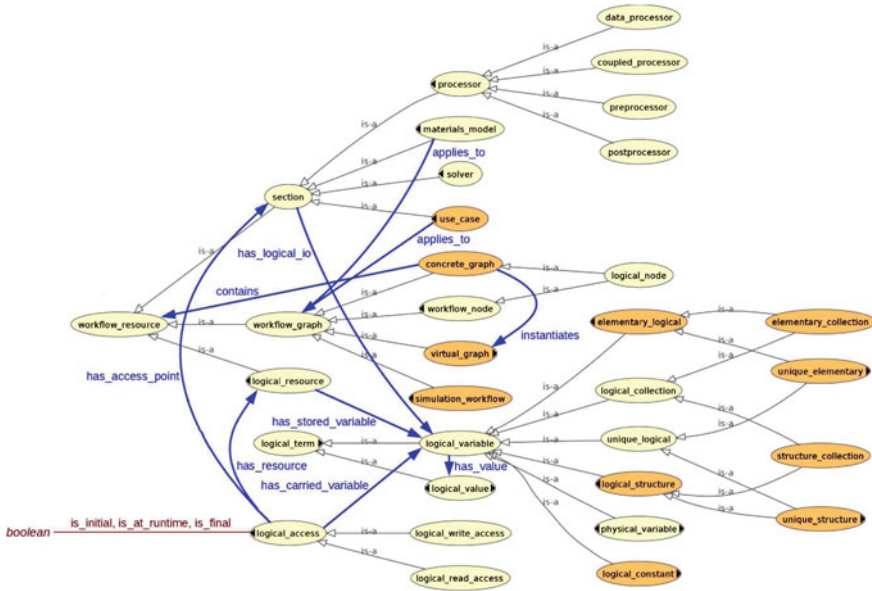 data_processor
is-a
coupled_processor
is-a
processor
is-a
preprocessor
is-a
postprocessor
is-a
materials_model
is-a
applies_to
is-a
solver
section
is-a
use_case
is-a
has_logical_io
applies_to
is-a
concrete_graph
is-a
logical_node
contains
is-a
is-a
workflow_node
is-a
workflow_resource
is-a
workflow_graph
is-a
elementary_logical
is-a
elementary_collection
virtual_graph
instantiates
has_access_point
is-a
logical_resource
is-a
is-a
is-a
unique_elementary
is-a
logical_collection
simulation_workflow
has_stored_variable
is-a
is-a
logical_term
is-a
logical_variable
is-a
unique_logical
structure_collection
has_resource
is-a
has_value
is-a
is-a
has_carried_variable
logical_value
logical_structure
is-a
is-a
is-a
unique_structure
boolean
is_initial, is_at_runtime, is_final
logical_access
is-a
logical_write_access
is-a
physical_variable
is-a
logical_read_access
logical_constant